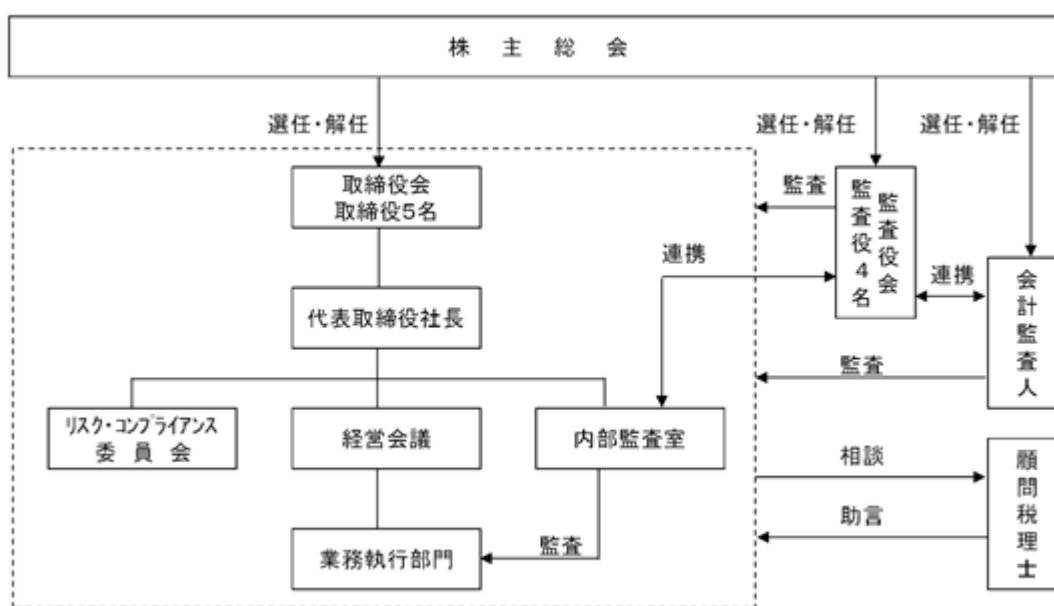 株主総会
選任・解任
選任・解任
選任・解任
取締役会
取締役5名
監査
監査役会
監査役4名
連携
連携
会計監査人
代表取締役社長
監査
リスク・コンプライアンス
委員会
経営会議
内部監査室
相談
顧問税理士
助言
業務執行部門
監査